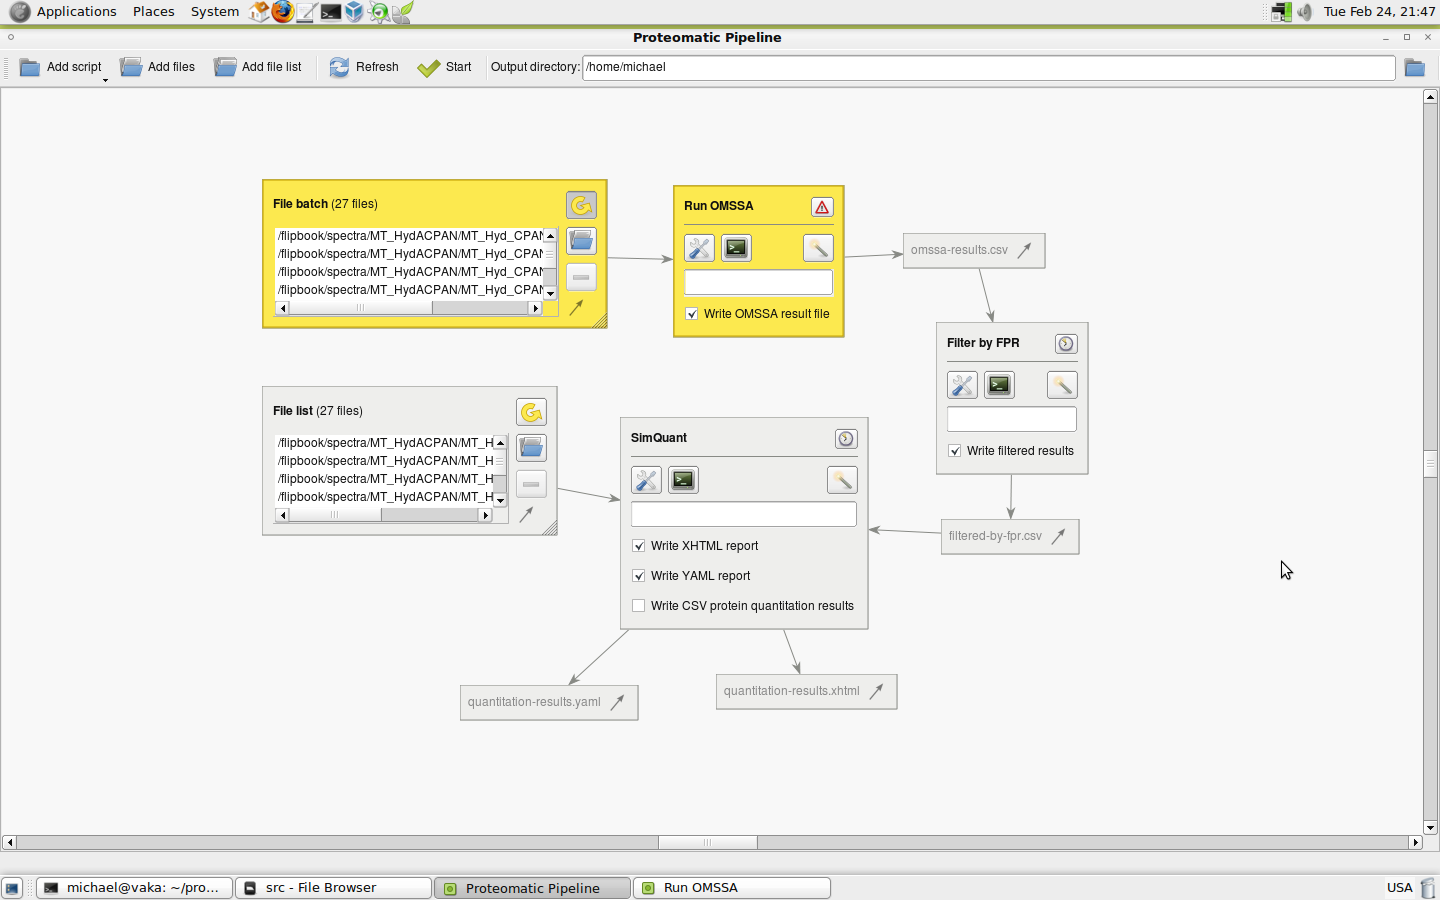 Applications Places System Tue Feb 24, 21:47
Proteomatic Pipeline
Add script Add files Add file list Refresh Start Output directory: /home/michael
File batch (27 files)
/flipbook/spectra/MT_HydACPAN/MT_Hyd_CPAN
/flipbook/spectra/MT_HydACPAN/MT_Hyd_CPAN
/flipbook/spectra/MT_HydACPAN/MT_Hyd_CPAN
/flipbook/spectra/MT_HydACPAN/MT_Hyd_CPAN
Run OMSSA
Write OMSSA result file
omssa-results.csv
Filter by FPR
Write filtered results
File list (27 files)
/flipbook/spectra/MT_HydACPAN/MT_H
/flipbook/spectra/MT_HydACPAN/MT_H
/flipbook/spectra/MT_HydACPAN/MT_H
/flipbook/spectra/MT_HydACPAN/MT_H
SimQuant
Write XHTML report
Write YAML report
Write CSV protein quantitation results
filtered-by-fpr.csv
quantitation-results.yaml
quantitation-results.xhtml
michael@vaka: ~/pro... src - File Browser Proteomatic Pipeline Run OMSSA USA